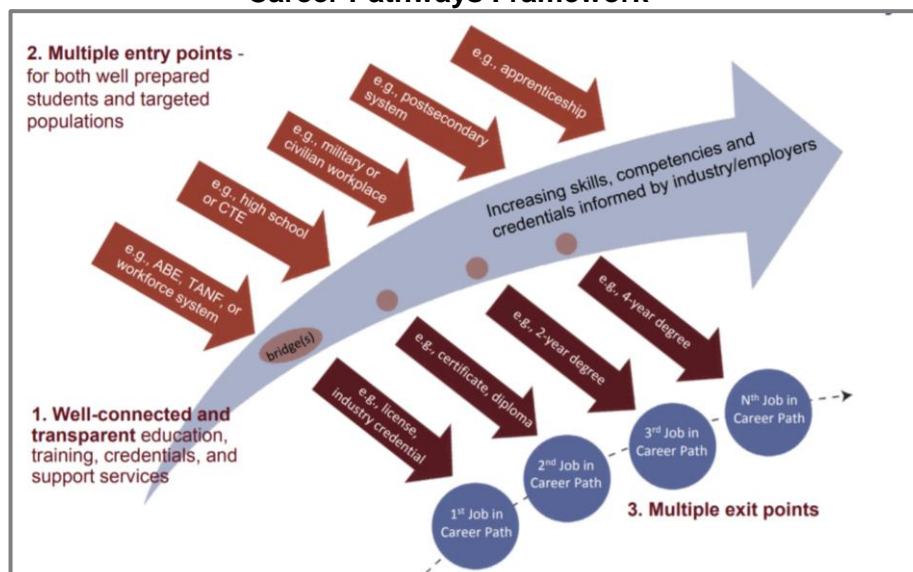 Career Pathways Framework
2. Multiple entry points -
for both well prepared
students and targeted
populations
e.g., apprenticeship
e.g., postsecondary
system
e.g., military or
civilian workplace
e.g., high school
or CTE
e.g., ABE, TANF, or
workforce system
Increasing skills, competencies and
credentials informed by industry/employers
bridge(s)
1. Well-connected and
transparent education,
training, credentials, and
support services
e.g., license,
industry credential
e.g., certificate, diploma
e.g., 2-year degree
e.g., 4-year degree
1st Job in
Career Path
2nd Job in
Career Path
3rd Job in
Career Path
Nth Job in
Career Path
3. Multiple exit points